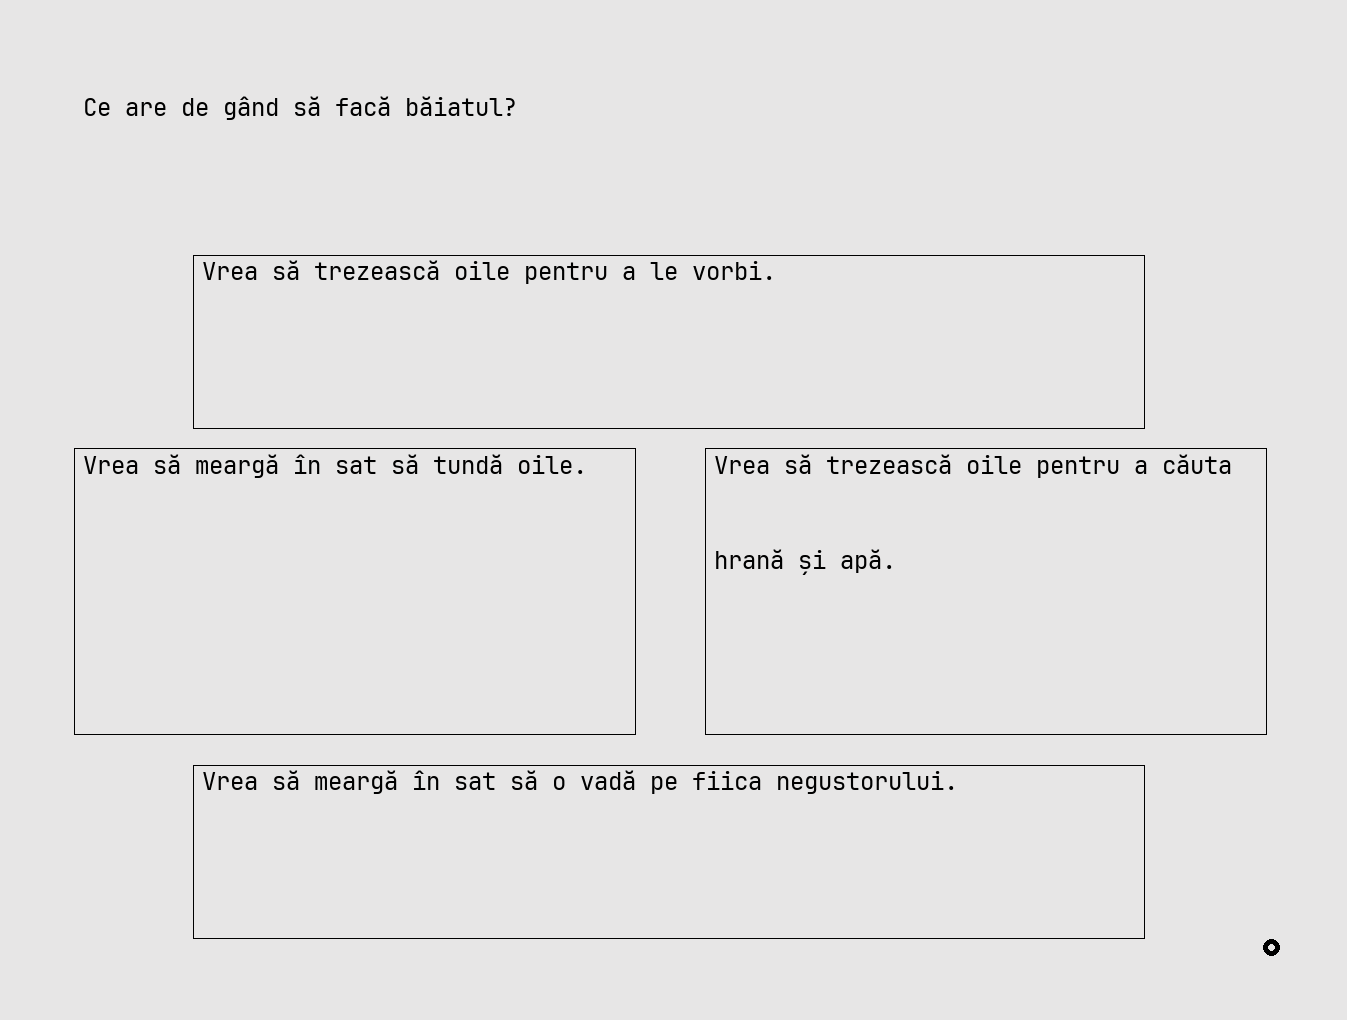 Ce are de gând să facă băiatul?
Vrea să trezească oile pentru a le vorbi.
Vrea să meargă în sat să tundă oile.
Vrea să trezească oile pentru a căuta
hrană și apă.
Vrea să meargă în sat să o vadă pe fiica negustorului.